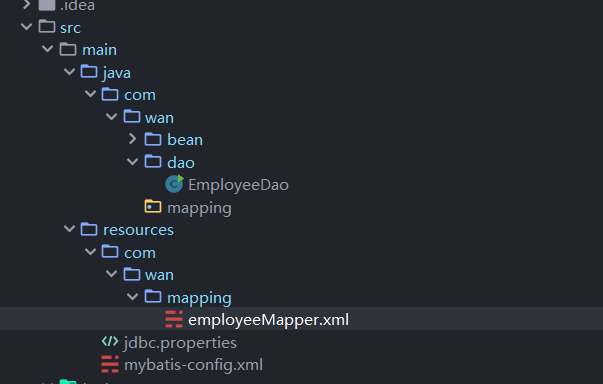 .idea
src
main
java
com
wan
bean
dao
EmployeeDao
mapping
resources
com
wan
mapping
employeeMapper.xml
jdbc.properties
mybatis-config.xml